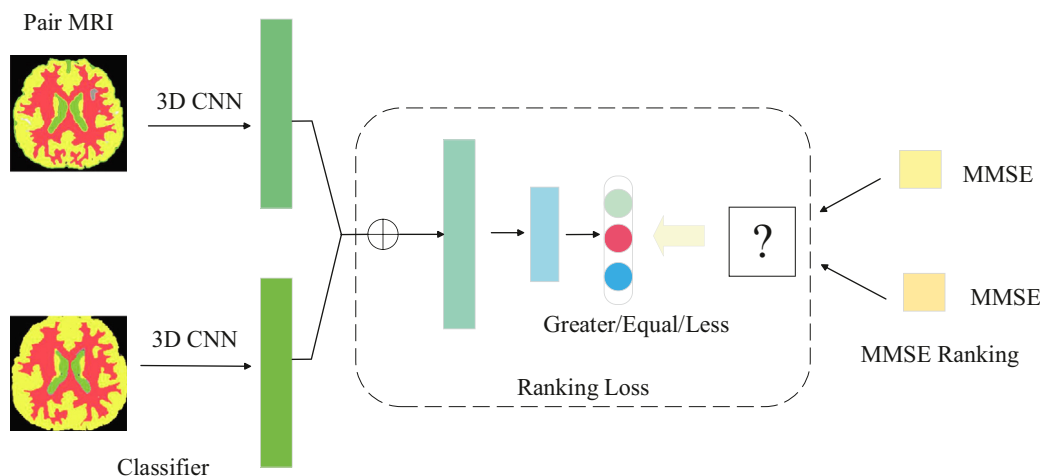 Pair MRI
3D CNN
3D CNN
Classifier
?
Greater/Equal/Less
Ranking Loss
MMSE
MMSE
MMSE Ranking